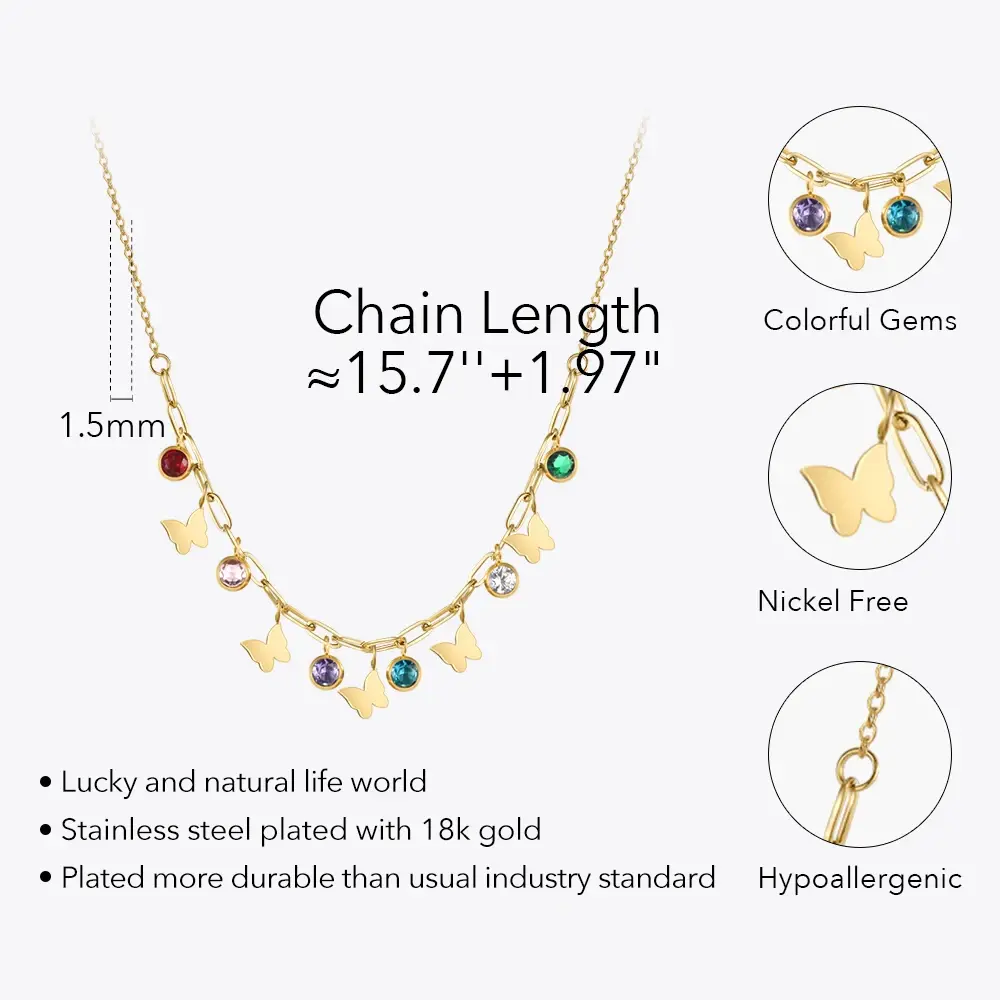 Chain Length
≈15.7''+1.97"
1.5mm
Colorful Gems
Nickel Free
Hypoallergenic
• Lucky and natural life world
• Stainless steel plated with 18k gold
• Plated more durable than usual industry standard